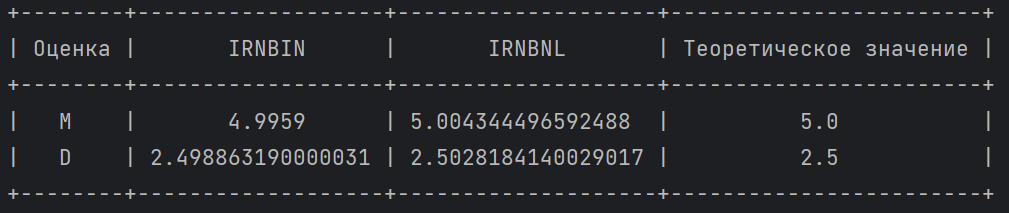 +--------+-------------------+--------------------+------------------------+
| Оценка |       IRNBIN      |       IRNBNL       | Теоретическое значение |
+--------+-------------------+--------------------+------------------------+
|   M    |       4.9959      | 5.004344496592488  |          5.0           |
|   D    | 2.498863190000031 | 2.5028184140029017 |          2.5           |
+--------+-------------------+--------------------+------------------------+